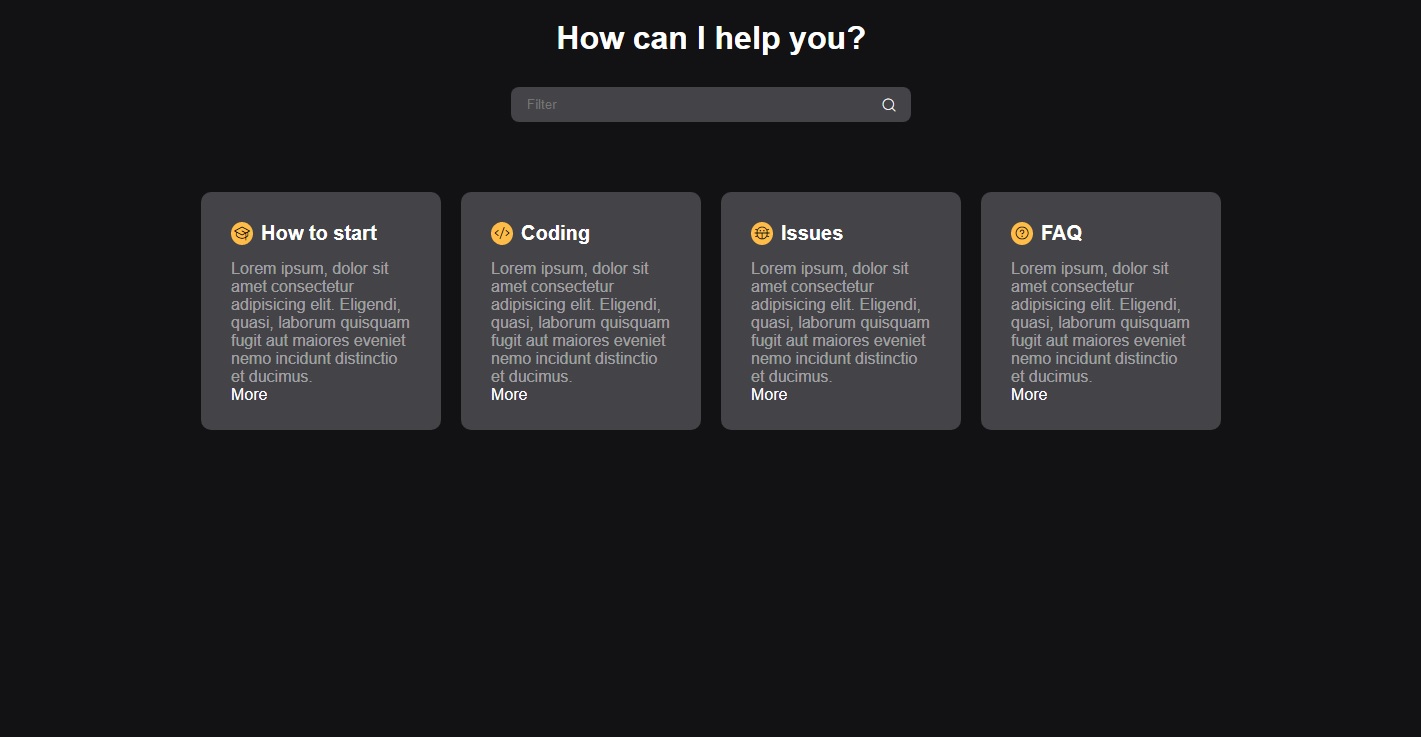 How can I help you?
Filter
How to start
Lorem ipsum, dolor sit
amet consectetur
adipisicing elit. Eligendi,
quasi, laborum quisquam
fugit aut maiores eveniet
nemo incidunt distinctio
et ducimus.
More
Coding
Lorem ipsum, dolor sit
amet consectetur
adipisicing elit. Eligendi,
quasi, laborum quisquam
fugit aut maiores eveniet
nemo incidunt distinctio
et ducimus.
More
Issues
Lorem ipsum, dolor sit
amet consectetur
adipisicing elit. Eligendi,
quasi, laborum quisquam
fugit aut maiores eveniet
nemo incidunt distinctio
et ducimus.
More
FAQ
Lorem ipsum, dolor sit
amet consectetur
adipisicing elit. Eligendi,
quasi, laborum quisquam
fugit aut maiores eveniet
nemo incidunt distinctio
et ducimus.
More